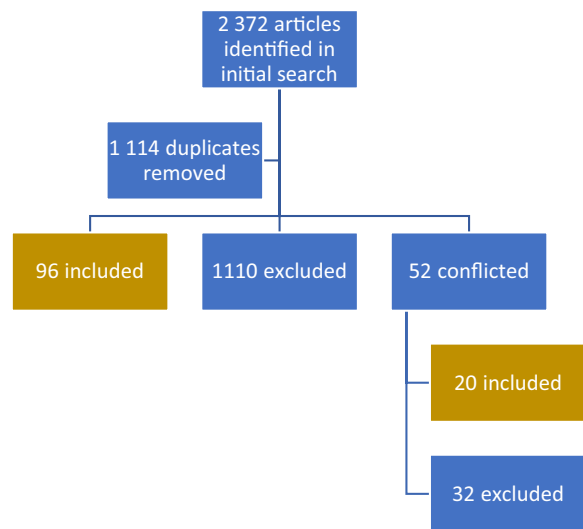 2 372 articles
identified in
initial search
1 114 duplicates
removed
96 included
1110 excluded
52 conflicted
20 included
32 excluded